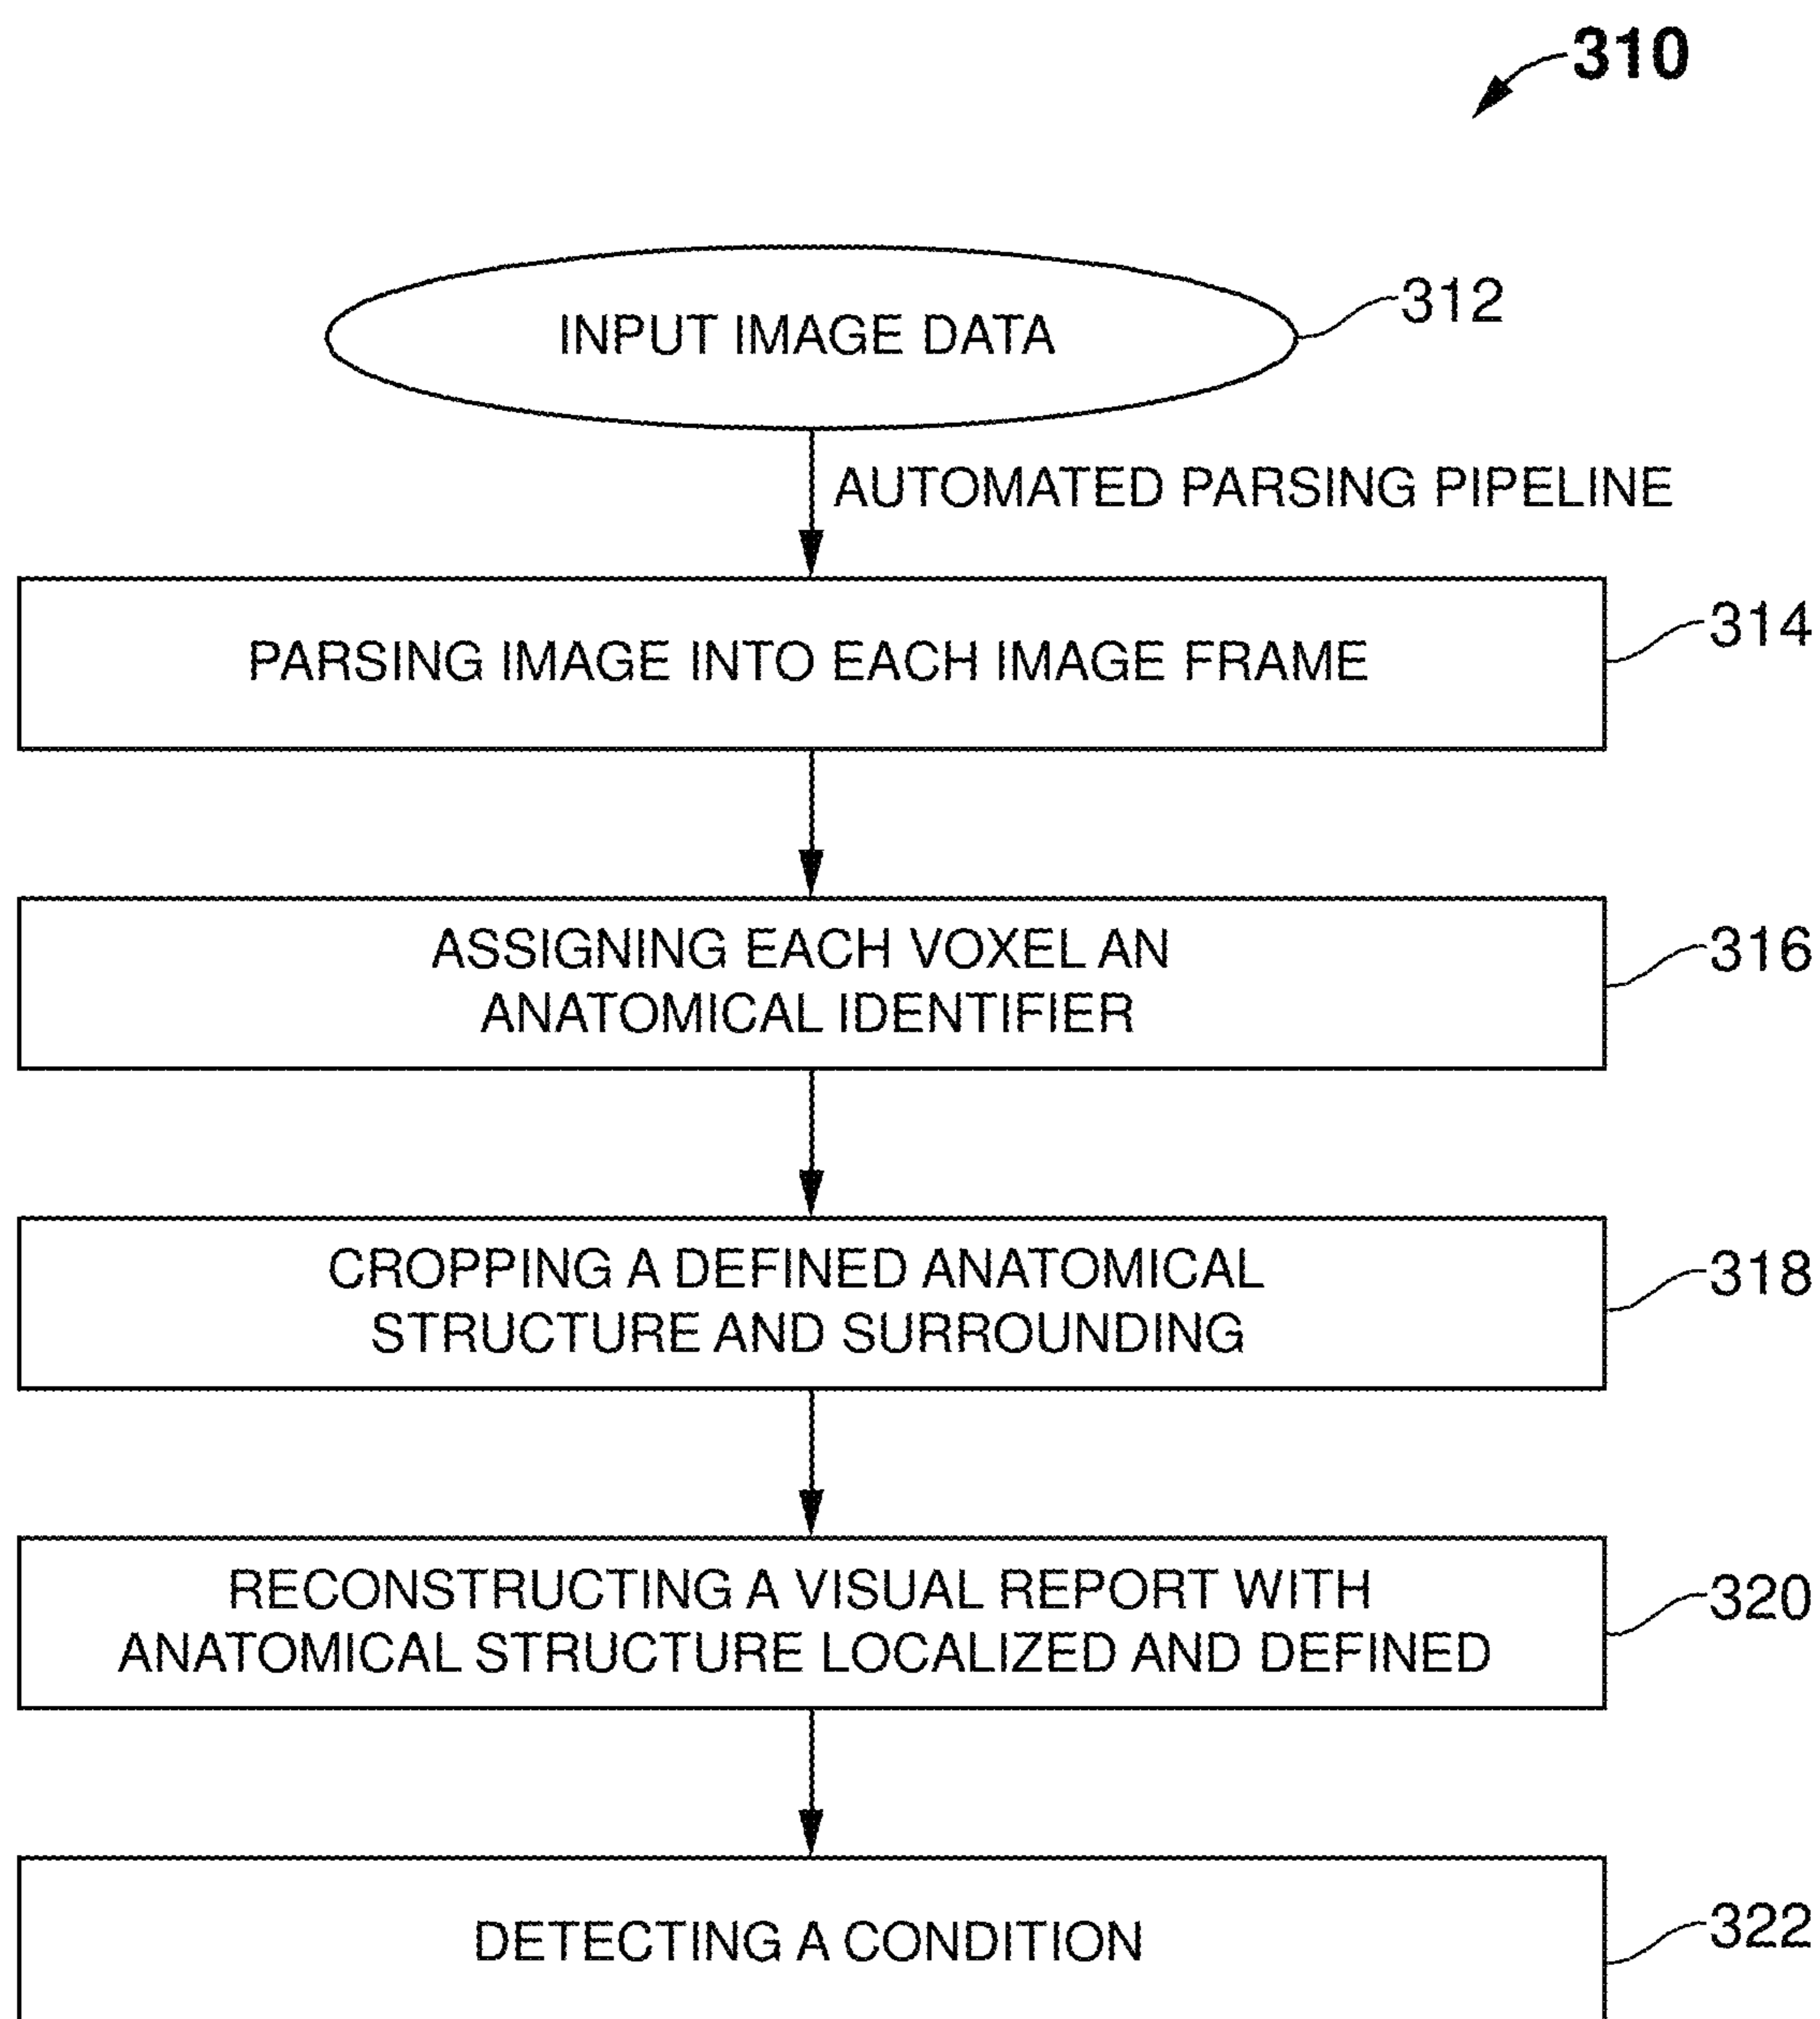 310
INPUT IMAGE DATA
312
AUTOMATED PARSING PIPELINE
PARSING IMAGE INTO EACH IMAGE FRAME
314
ASSIGNING EACH VOXEL AN
ANATOMICAL IDENTIFIER
316
CROPPING A DEFINED ANATOMICAL
STRUCTURE AND SURROUNDING
318
RECONSTRUCTING A VISUAL REPORT WITH
ANATOMICAL STRUCTURE LOCALIZED AND DEFINED
320
DETECTING A CONDITION
322